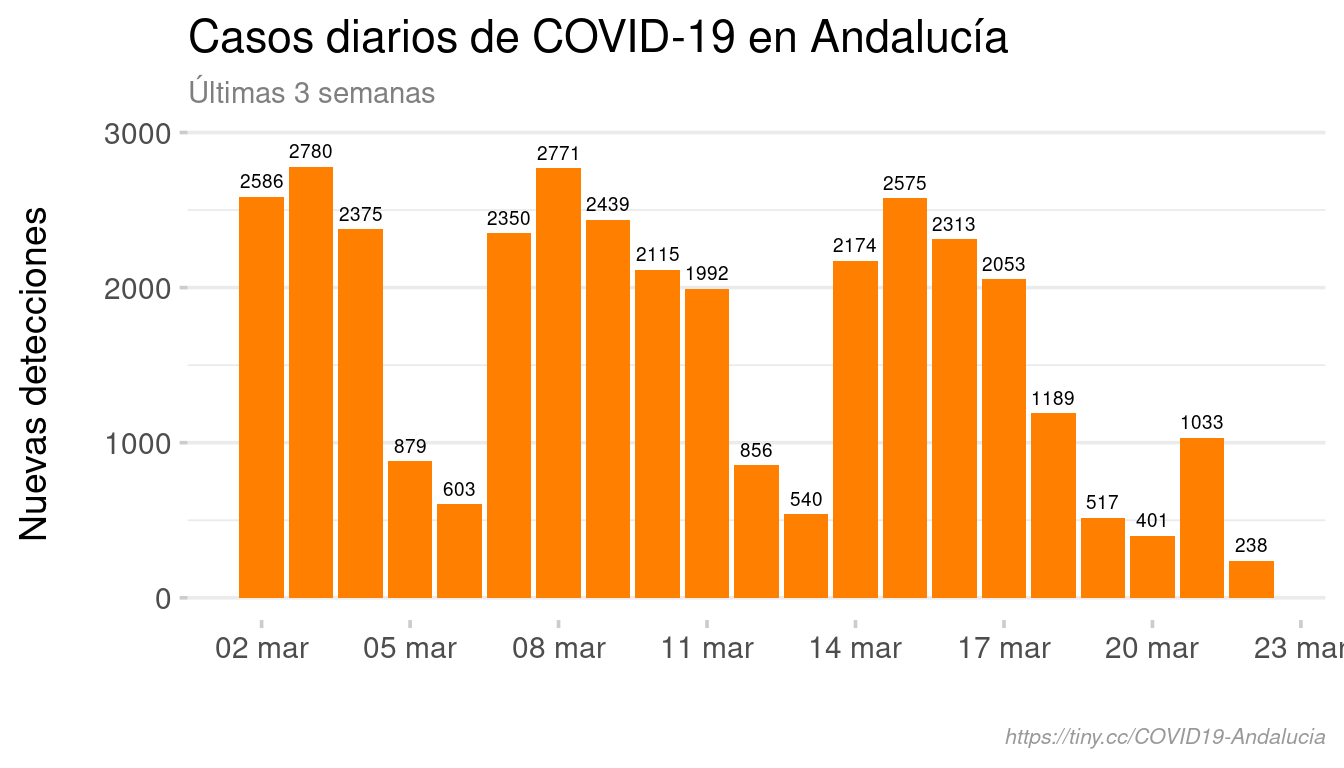 Casos diarios de COVID-19 en Andalucía
Últimas 3 semanas
Nuevas detecciones
3000
2000
1000
0
2586
2780
2375
879
603
2350
2771
2439
2115
1992
856
540
2174
2575
2313
2053
1189
517
401
1033
238
02 mar
05 mar
08 mar
11 mar
14 mar
17 mar
20 mar
23 mar
https://tiny.cc/COVID19-Andalucia